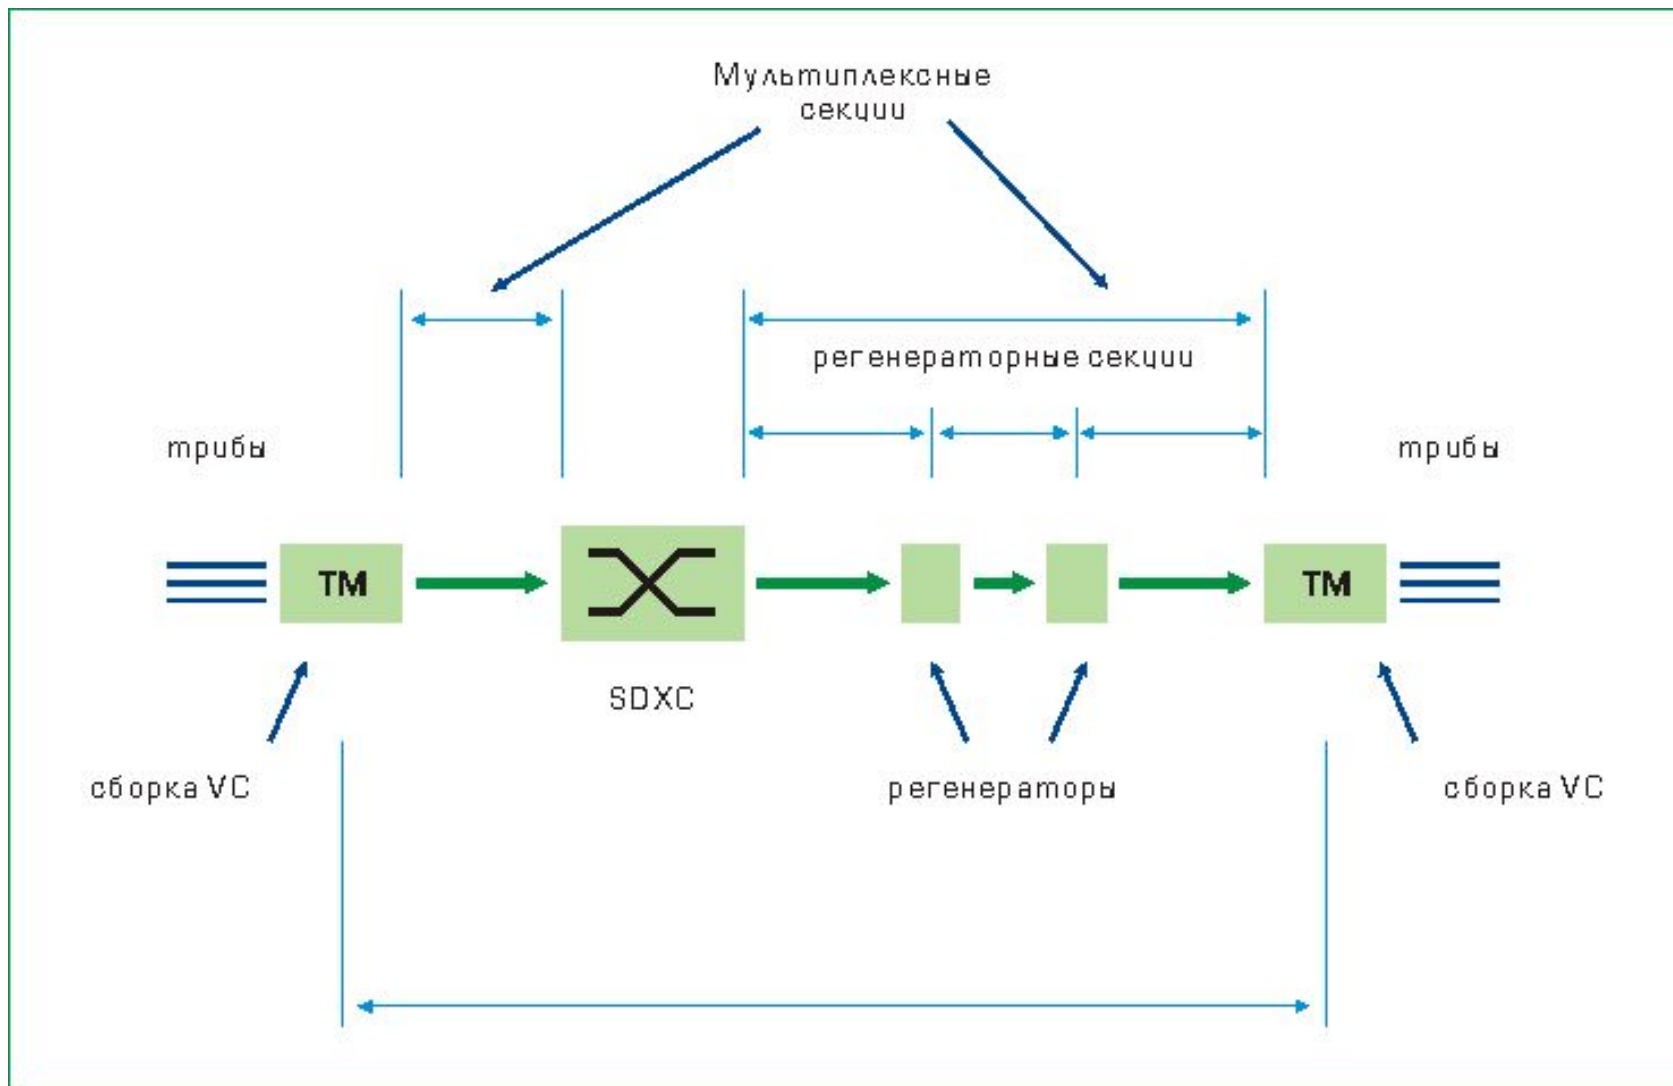 Мультиплексные
секции
регенераторные секции
трибы
трибы
TM
TM
SDXC
сборка VC
регенераторы
сборка VC